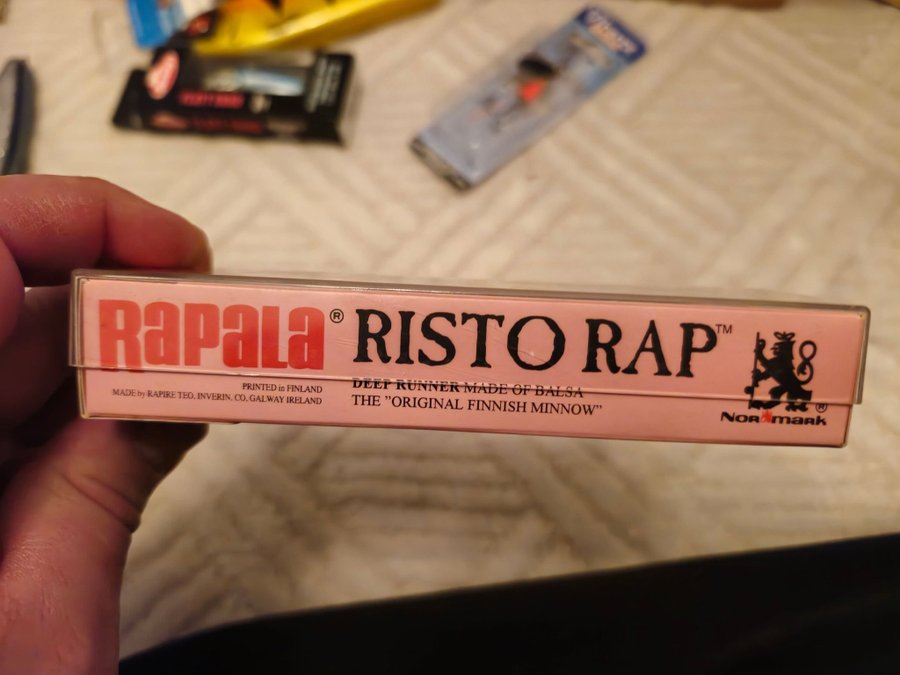 Rapala® RISTO RAP™
PRINTED in FINLAND
MADE by RAPIRE TEO, INVERIN, CO. GALWAY IRELAND
DEEP RUNNER MADE OF BALSA
THE "ORIGINAL FINNISH MINNOW"
®
Normark